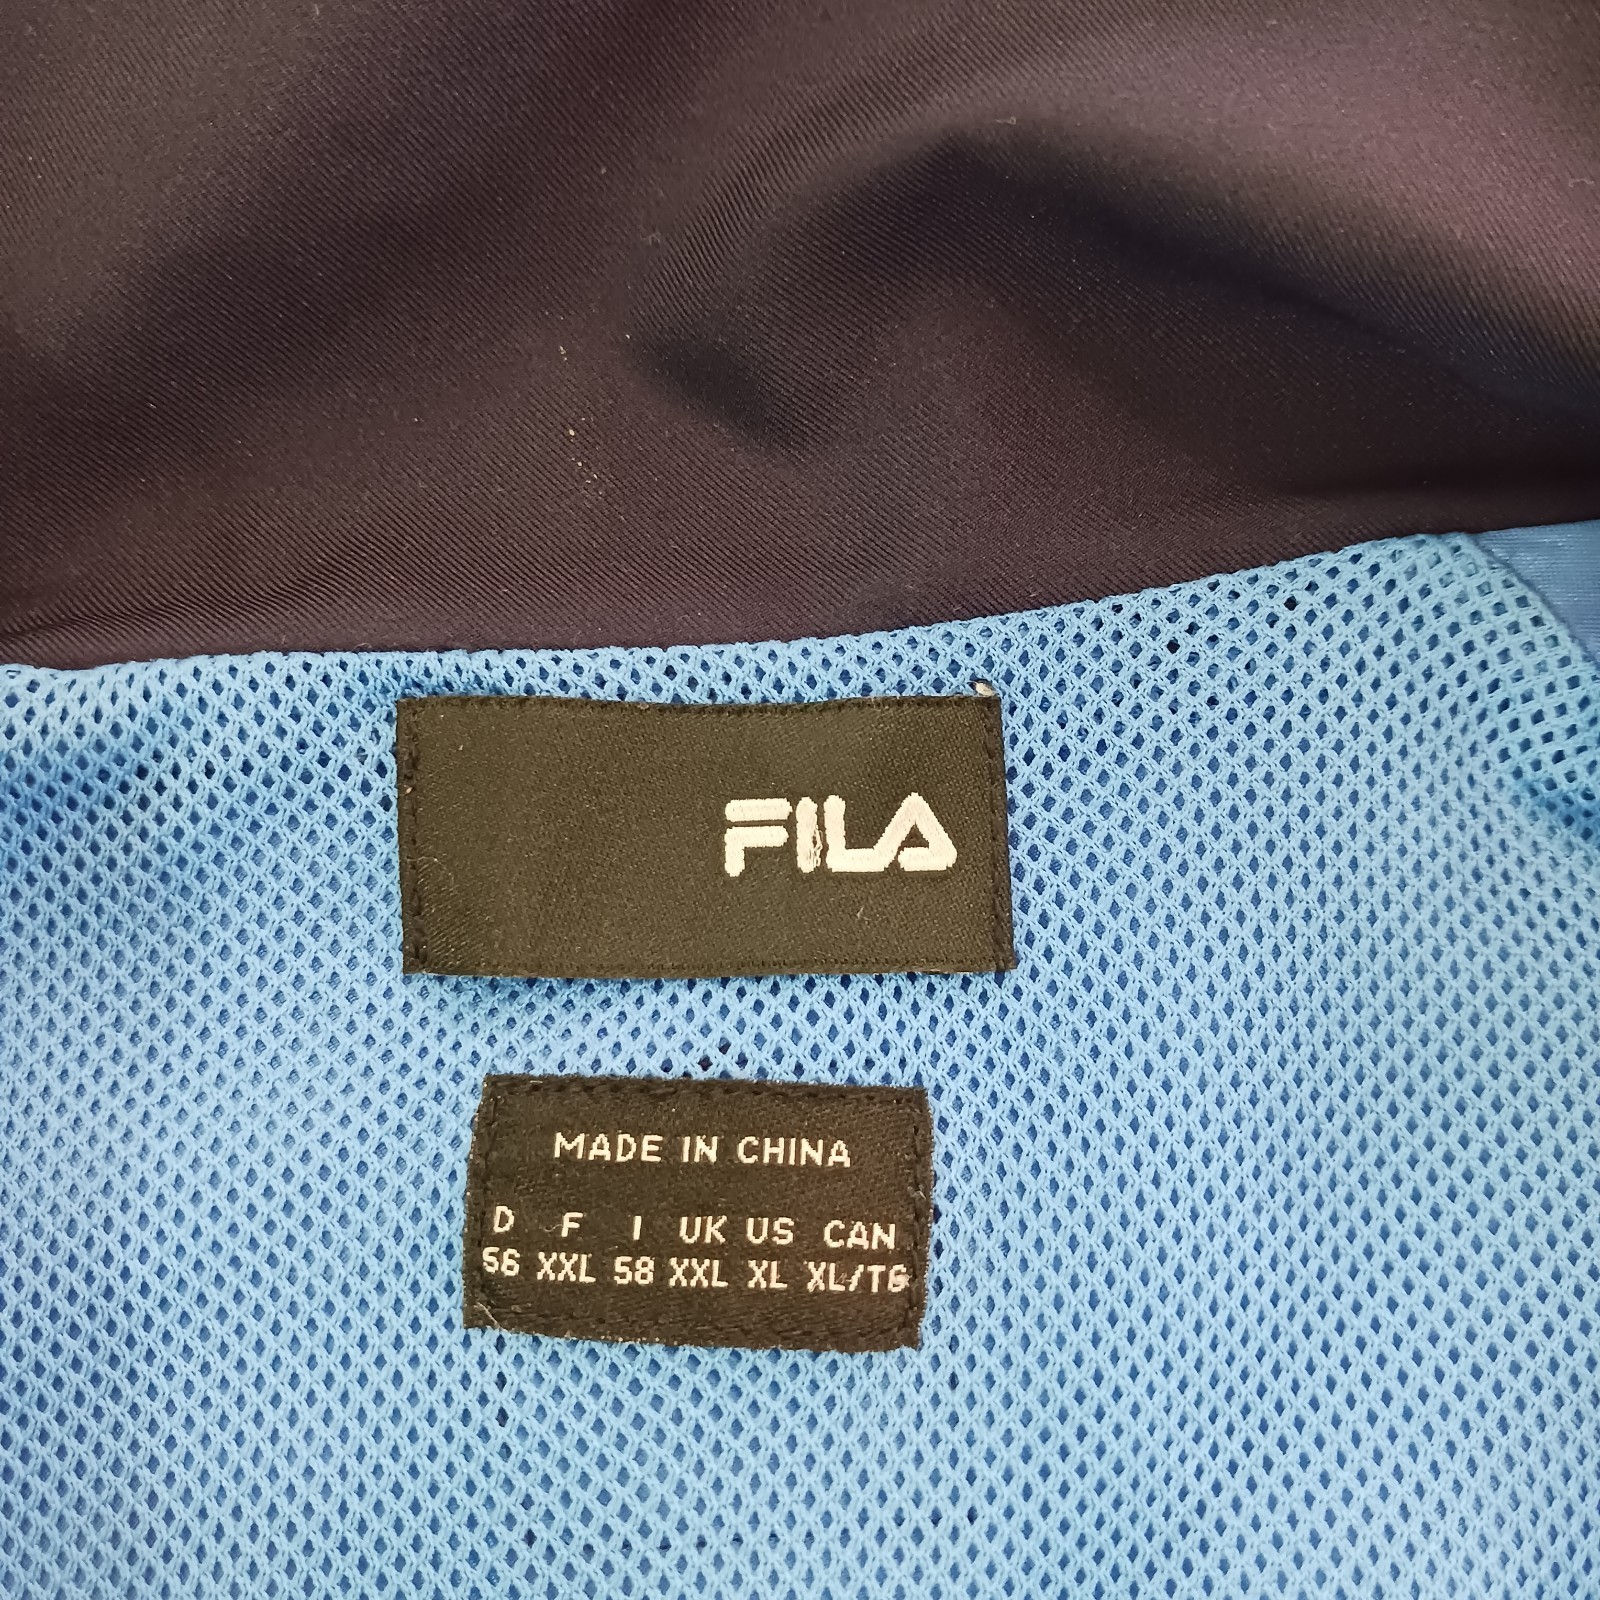 FILA
MADE IN CHINA
D F I UK US CAN
56 XXL 58 XXL XL XL/TG